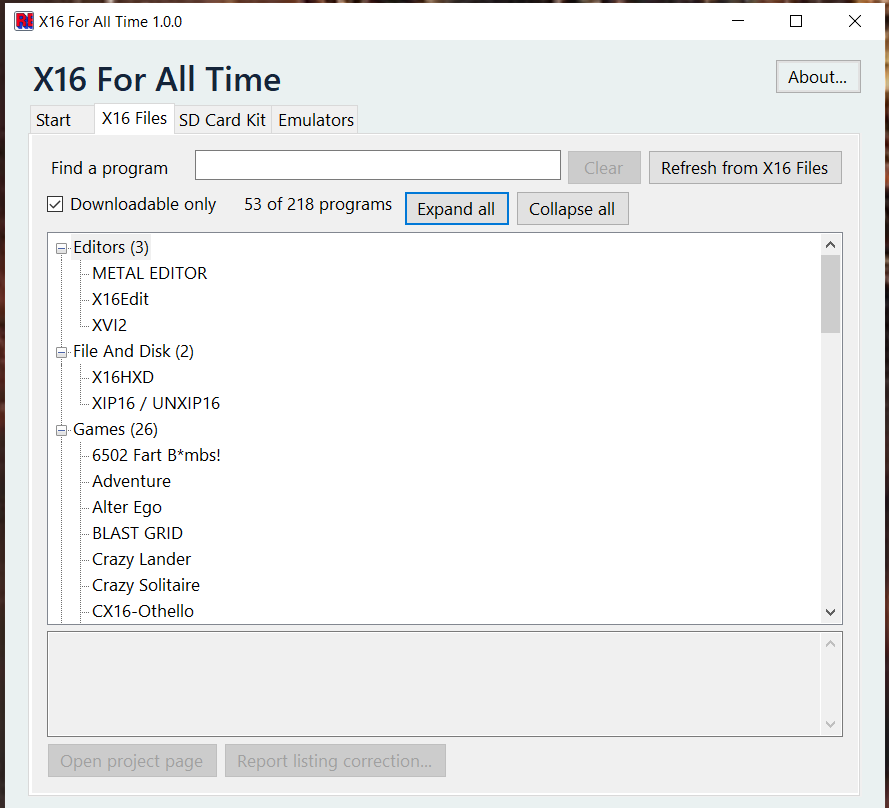 X16 For All Time 1.0.0
X16 For All Time
About...
Start X16 Files SD Card Kit Emulators
Find a program Clear Refresh from X16 Files
Downloadable only 53 of 218 programs Expand all Collapse all
Editors (3)
METAL EDITOR
X16Edit
XVI2
File And Disk (2)
X16HXD
XIP16 / UNXIP16
Games (26)
6502 Fart B*mbs!
Adventure
Alter Ego
BLAST GRID
Crazy Lander
Crazy Solitaire
CX16-Othello
Open project page Report listing correction...